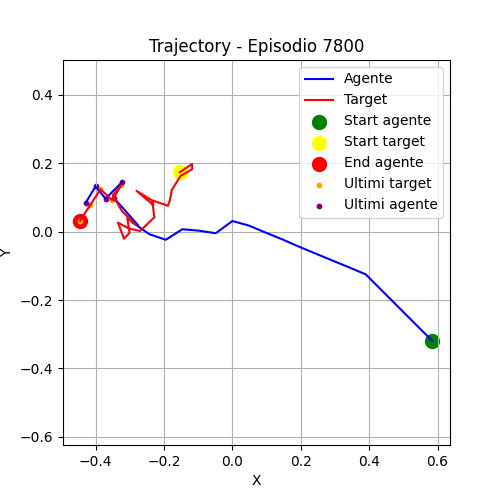 Trajectory - Episodio 7800
Agente
Target
Start agente
Start target
End agente
Ultimi target
Ultimi agente
Y
0.4
0.2
0.0
−0.2
−0.4
−0.6
−0.4
−0.2
0.0
0.2
0.4
0.6
X